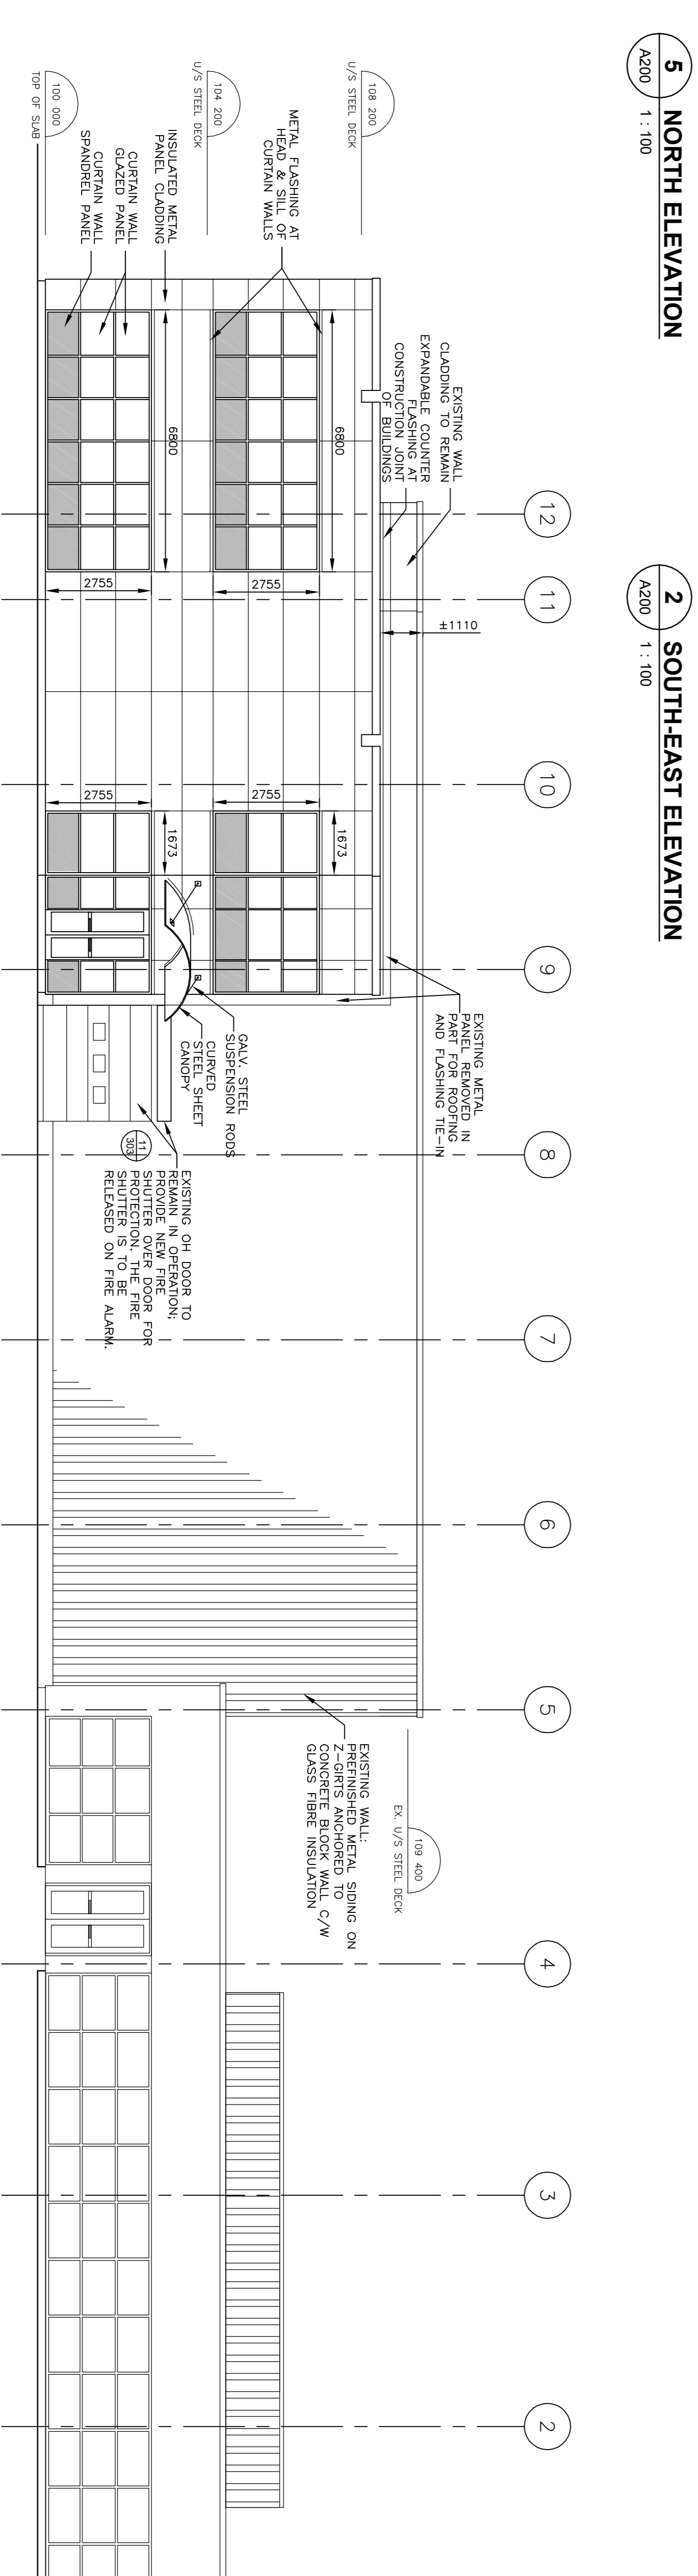 5
A200
NORTH ELEVATION
1 : 100
2
A200
SOUTH-EAST ELEVATION
1 : 100
12
11
10
9
8
7
6
5
4
3
2
108 200
U/S STEEL DECK
104 200
U/S STEEL DECK
100 000
TOP OF SLAB
METAL FLASHING AT
HEAD & SILL OF
CURTAIN WALLS
INSULATED METAL
PANEL CLADDING
CURTAIN WALL
GLAZED PANEL
CURTAIN WALL
SPANDREL PANEL
EXISTING WALL
CLADDING TO REMAIN
EXPANDABLE COUNTER
FLASHING AT
CONSTRUCTION JOINT
OF BUILDINGS
6800
6800
2755
2755
±1110
2755
2755
1673
1673
EXISTING METAL
PANEL REMOVED IN
PART FOR ROOFING
AND FLASHING TIE-IN
GALV. STEEL
SUSPENSION RODS
CURVED
STEEL SHEET
CANOPY
11
303
EXISTING OH DOOR TO
REMAIN IN OPERATION;
PROVIDE NEW FIRE
SHUTTER OVER DOOR FOR
PROTECTION. THE FIRE
SHUTTER IS TO BE
RELEASED ON FIRE ALARM.
109 400
EX. U/S STEEL DECK
EXISTING WALL:
PREFINISHED METAL SIDING ON
Z-GIRTS ANCHORED TO
CONCRETE BLOCK WALL C/W
GLASS FIBRE INSULATION